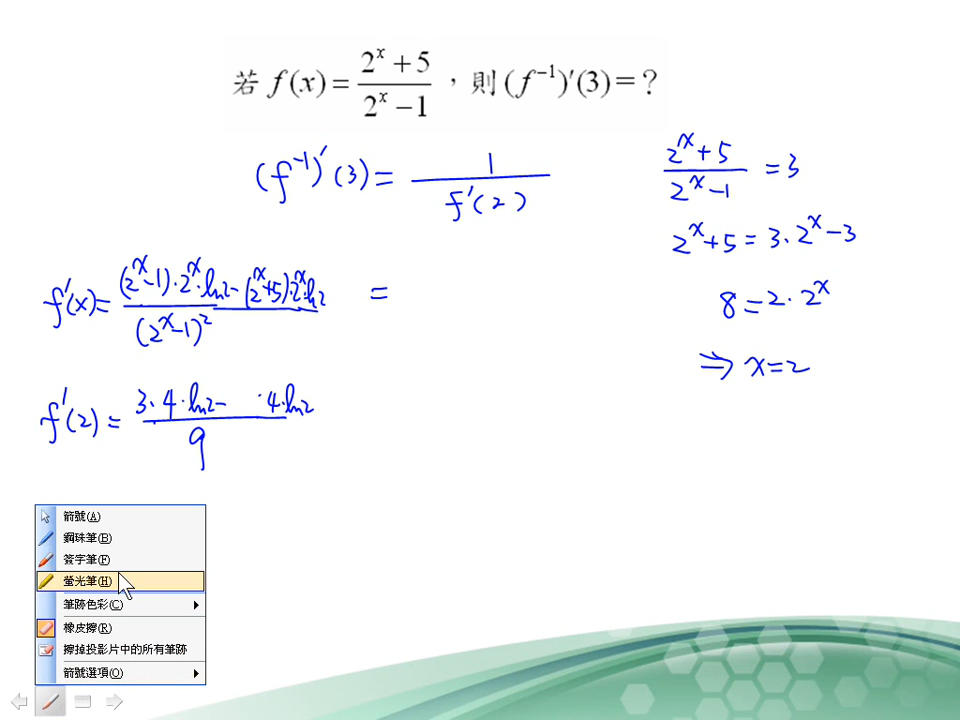 若 f(x) = (2^x + 5)/(2^x − 1) ，則 (f^{−1})'(3) = ?
(f^{-1})'(3) = 1/f'(2)
(2^x+5)/(2^x−1) = 3
2^x+5 = 3·2^x−3
8 = 2·2^x
⇒ x=2
f'(x) = ((2^x−1)·2^x·ln2−(2^x+5)·2^x·ln2)/(2^x−1)^2 =
f'(2) = (3·4·ln2− ·4·ln2)/9
箭號(A)
鋼珠筆(B)
簽字筆(F)
螢光筆(H)
筆跡色彩(C)
橡皮擦(R)
擦掉投影片中的所有筆跡
箭號選項(O)